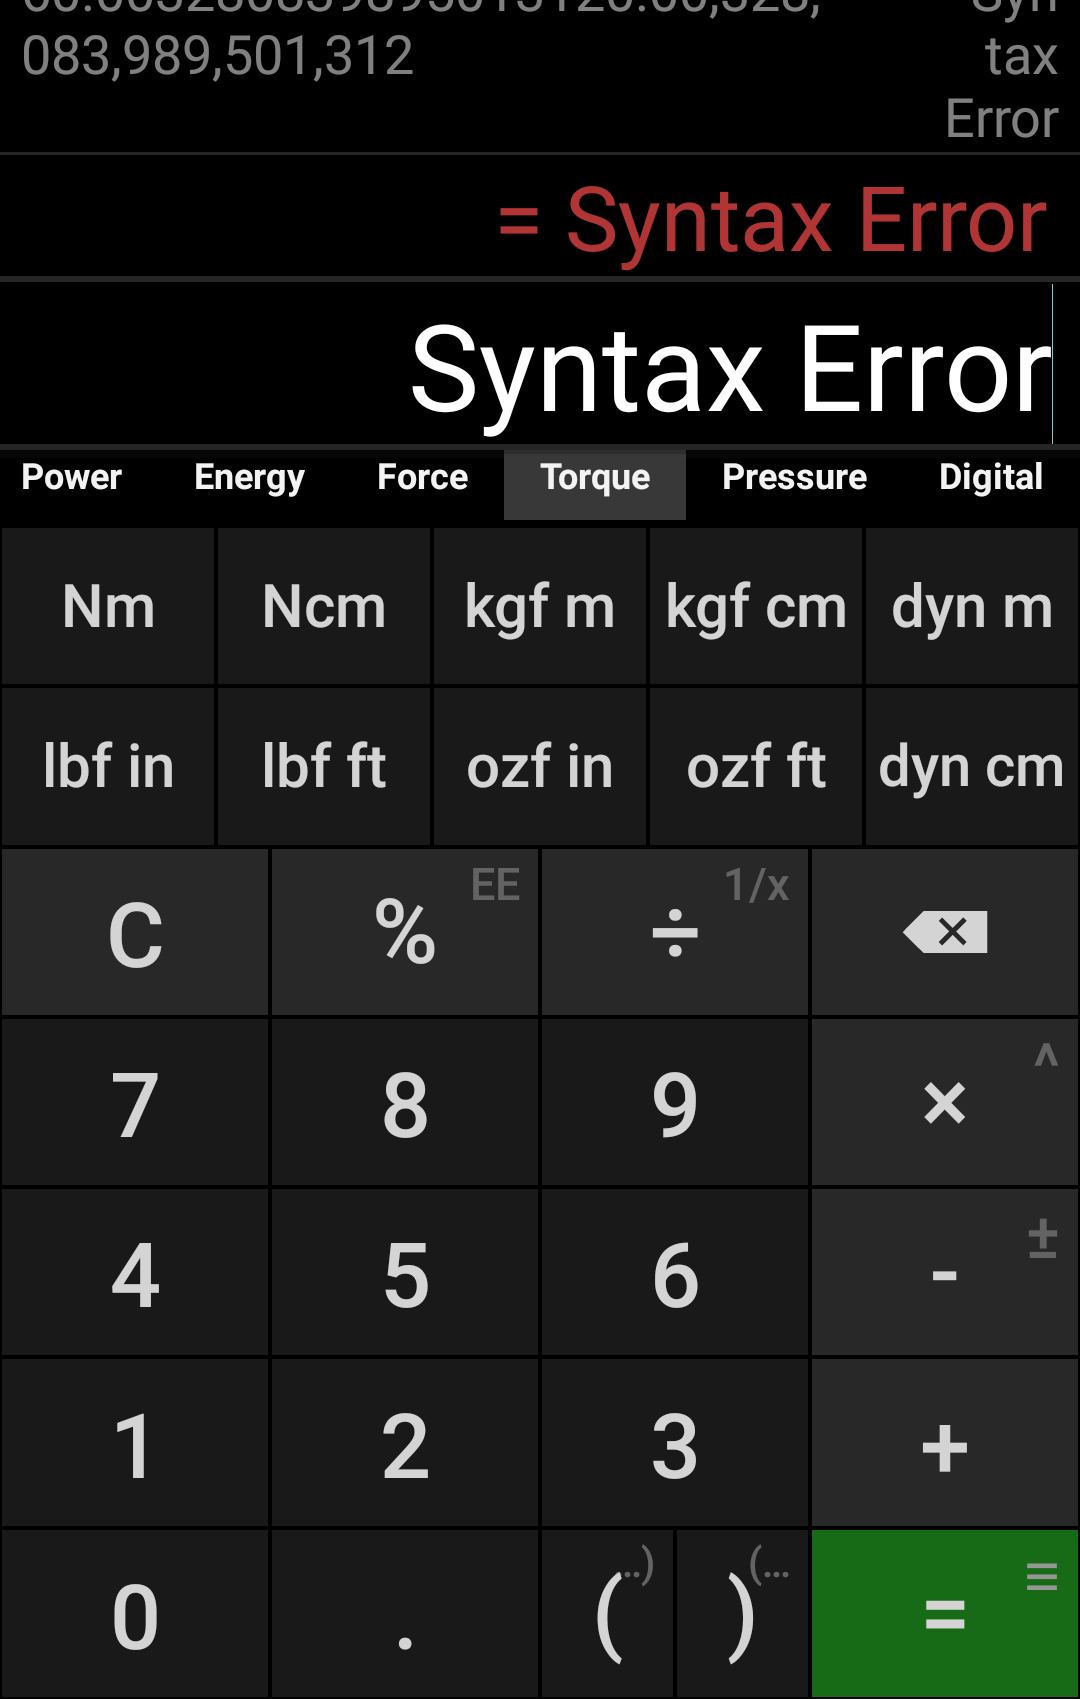 083,989,501,312
Syn
tax
Error
= Syntax Error
Syntax Error
Power Energy Force Torque Pressure Digital
Nm Ncm kgf m kgf cm dyn m
lbf in lbf ft ozf in ozf ft dyn cm
C % EE ÷ 1/x
7 8 9 × ^
4 5 6 - ±
1 2 3 +
0 . ( ..) ) (... = ≡